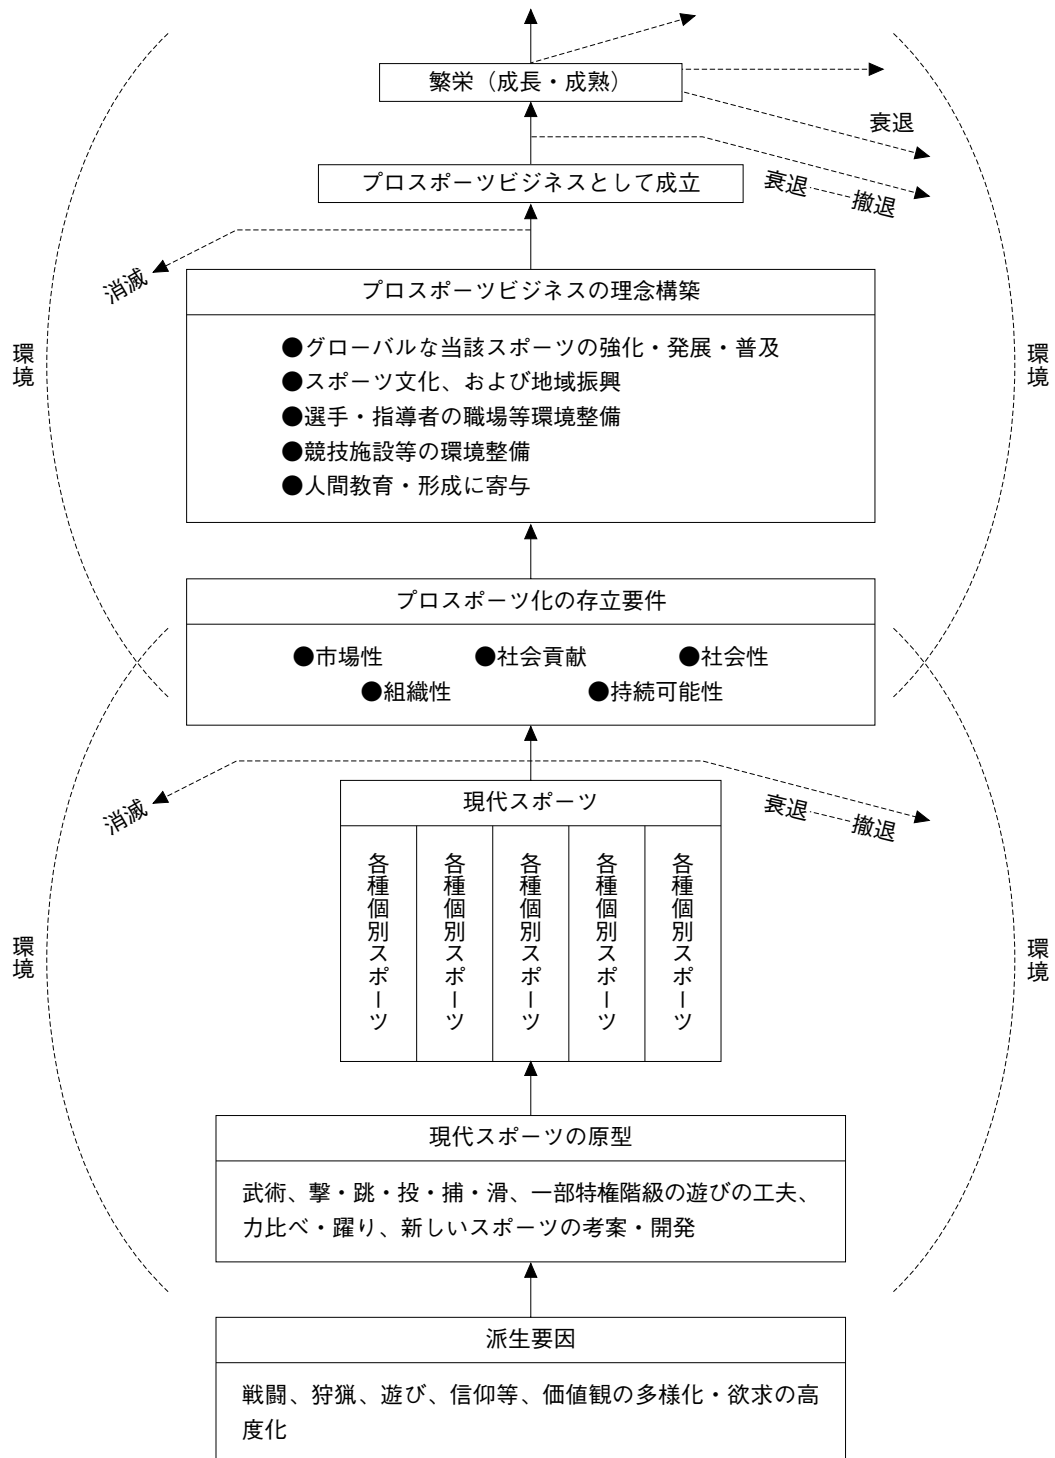 繁栄（成長・成熟）
衰退
プロスポーツビジネスとして成立
衰退
撤退
消滅
プロスポーツビジネスの理念構築
●グローバルな当該スポーツの強化・発展・普及
●スポーツ文化、および地域振興
●選手・指導者の職場等環境整備
●競技施設等の環境整備
●人間教育・形成に寄与
環境
環境
プロスポーツ化の存立要件
●市場性 ●社会貢献 ●社会性
●組織性 ●持続可能性
消滅
現代スポーツ
衰退
撤退
各種個別スポーツ
各種個別スポーツ
各種個別スポーツ
各種個別スポーツ
各種個別スポーツ
環境
環境
現代スポーツの原型
武術、撃・跳・投・捕・滑、一部特権階級の遊びの工夫、
力比べ・躍り、新しいスポーツの考案・開発
派生要因
戦闘、狩猟、遊び、信仰等、価値観の多様化・欲求の高
度化